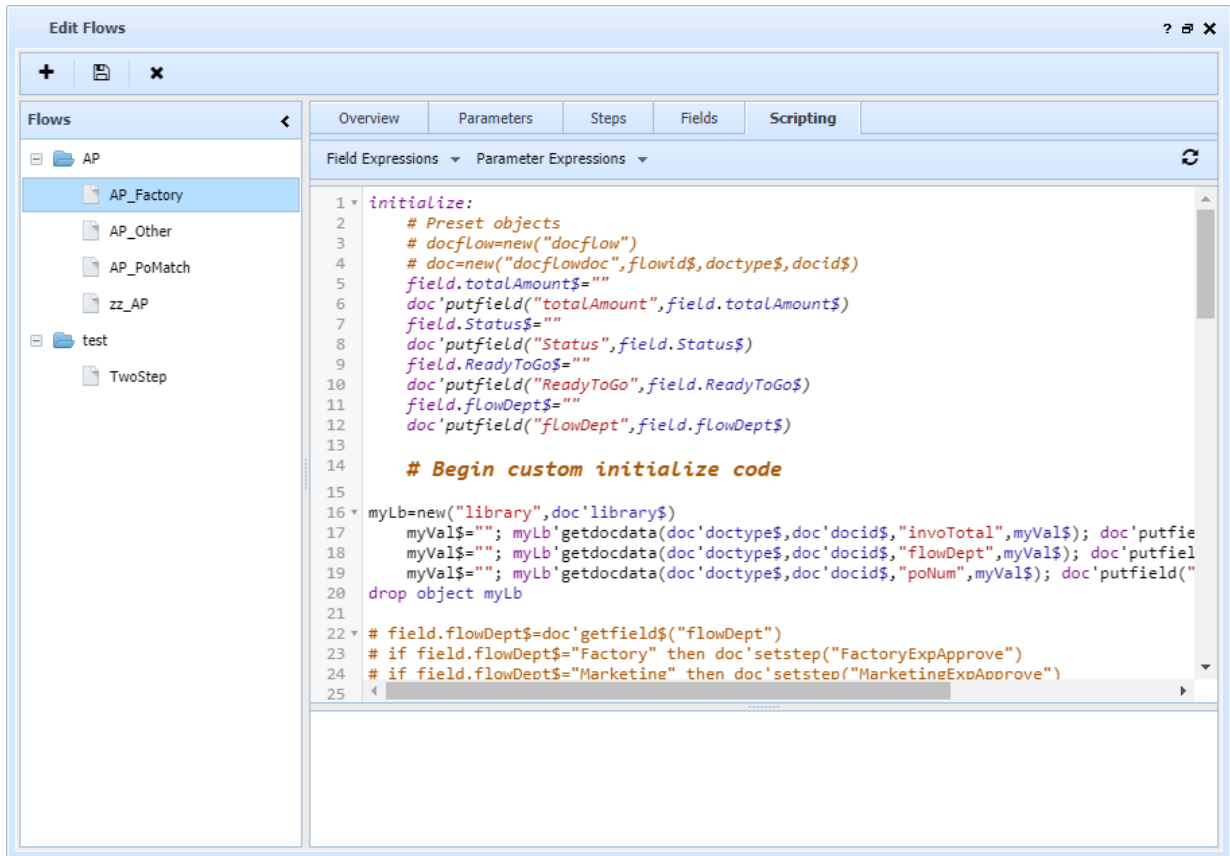 Edit Flows
Flows
AP
AP_Factory
AP_Other
AP_PoMatch
zz_AP
test
TwoStep
Overview Parameters Steps Fields Scripting
Field Expressions Parameter Expressions
1 initialize:
2 # Preset objects
3 # docflow=new("docflow")
4 # doc=new("docflowdoc",flowid$,doctype$,docid$)
5 field.totalAmount$=""
6 doc'putfield("totalAmount",field.totalAmount$)
7 field.Status$=""
8 doc'putfield("Status",field.Status$)
9 field.ReadyToGo$=""
10 doc'putfield("ReadyToGo",field.ReadyToGo$)
11 field.flowDept$=""
12 doc'putfield("flowDept",field.flowDept$)
13
14 # Begin custom initialize code
15
16 myLb=new("library",doc'library$)
17 myVal$=""; myLb'getdocdata(doc'doctype$,doc'docid$,"invoTotal",myVal$); doc'putfie
18 myVal$=""; myLb'getdocdata(doc'doctype$,doc'docid$,"flowDept",myVal$); doc'putfiel
19 myVal$=""; myLb'getdocdata(doc'doctype$,doc'docid$,"poNum",myVal$); doc'putfield("
20 drop object myLb
21
22 # field.flowDept$=doc'getfield$("flowDept")
23 # if field.flowDept$="Factory" then doc'setstep("FactoryExpApprove")
24 # if field.flowDept$="Marketing" then doc'setstep("MarketingExpApprove")
25